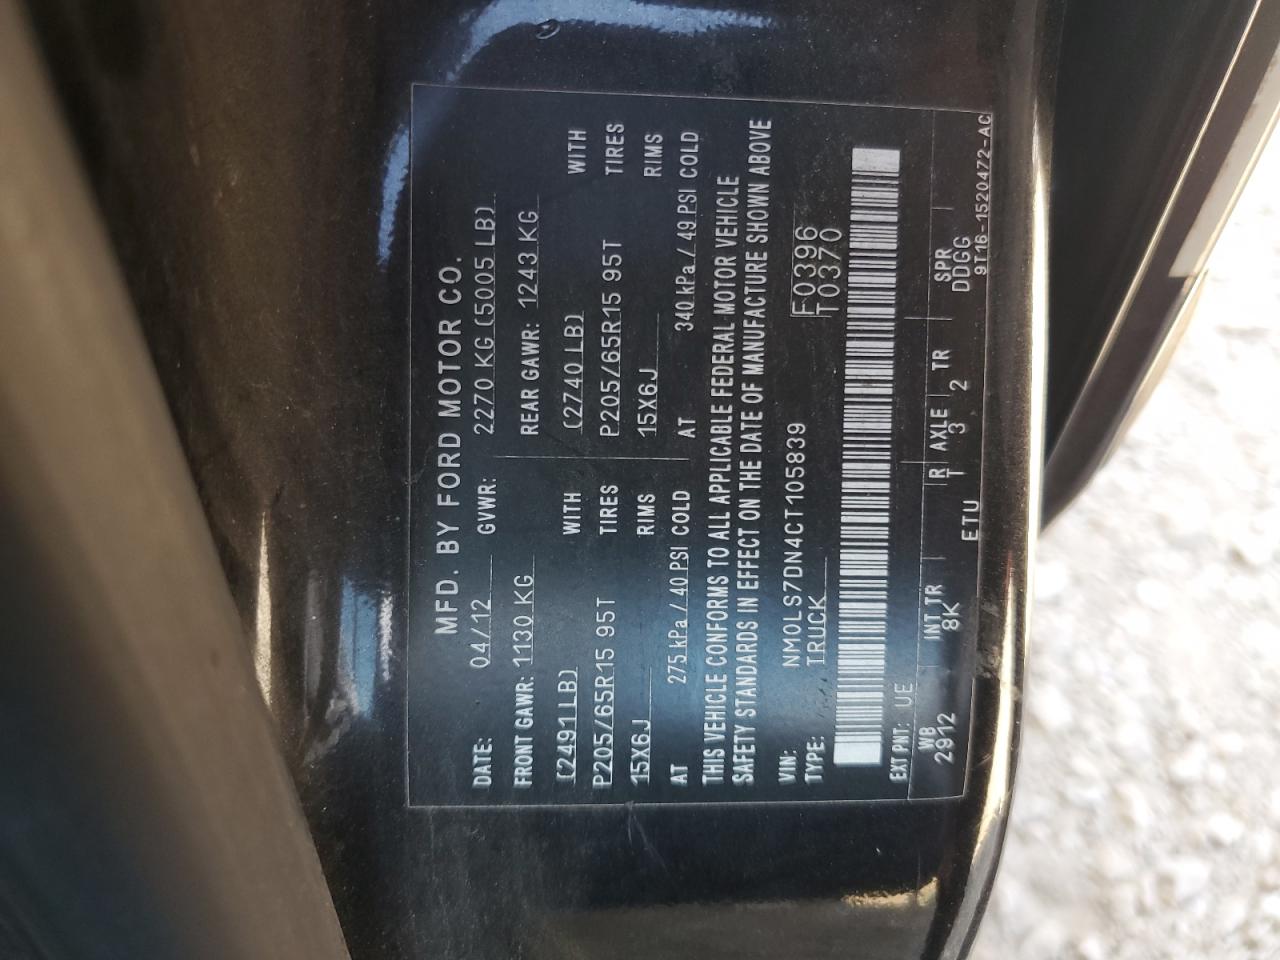 MFD. BY FORD MOTOR CO.
DATE: 04/12 GVWR: 2270 KG (5005 LB)
FRONT GAWR: 1130 KG REAR GAWR: 1243 KG
(2491LB) WITH (2740 LB) WITH
P205/65R15 95T TIRES P205/65R15 95T TIRES
15X6J RIMS 15X6J RIMS
AT 275 kPa / 40 PSI COLD AT 340 kPa / 49 PSI COLD
THIS VEHICLE CONFORMS TO ALL APPLICABLE FEDERAL MOTOR VEHICLE
SAFETY STANDARDS IN EFFECT ON THE DATE OF MANUFACTURE SHOWN ABOVE
VIN: NM0LS7DN4CT105839 F0396
TYPE: TRUCK T0370
EXT PNT: UE
WB INT TR R AXLE TR SPR
2912 8K T 3 2 DDGG
ETU 9T16-1520472-AC